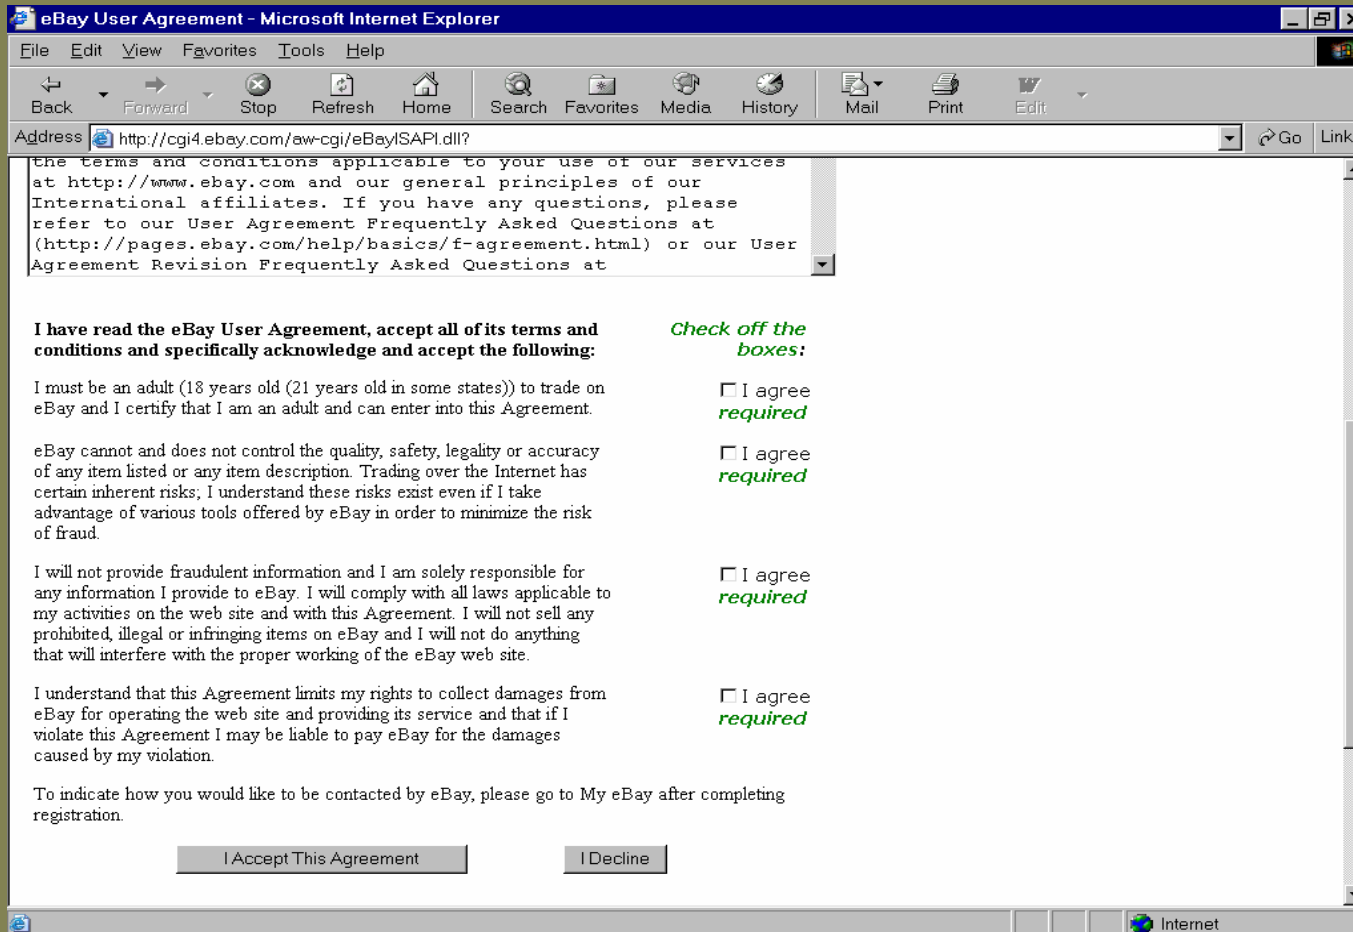 eBay User Agreement - Microsoft Internet Explorer
File Edit View Favorites Tools Help
Back Forward Stop Refresh Home Search Favorites Media History Mail Print Edit
Address http://cgi4.ebay.com/aw-cgi/eBayISAPI.dll? Go Link
the terms and conditions applicable to your use of our services
at http://www.ebay.com and our general principles of our
International affiliates. If you have any questions, please
refer to our User Agreement Frequently Asked Questions at
(http://pages.ebay.com/help/basics/f-agreement.html) or our User
Agreement Revision Frequently Asked Questions at
I have read the eBay User Agreement, accept all of its terms and
conditions and specifically acknowledge and accept the following:
Check off the
boxes:
I must be an adult (18 years old (21 years old in some states)) to trade on
eBay and I certify that I am an adult and can enter into this Agreement.
I agree
required
eBay cannot and does not control the quality, safety, legality or accuracy
of any item listed or any item description. Trading over the Internet has
certain inherent risks; I understand these risks exist even if I take
advantage of various tools offered by eBay in order to minimize the risk
of fraud.
I agree
required
I will not provide fraudulent information and I am solely responsible for
any information I provide to eBay. I will comply with all laws applicable to
my activities on the web site and with this Agreement. I will not sell any
prohibited, illegal or infringing items on eBay and I will not do anything
that will interfere with the proper working of the eBay web site.
I agree
required
I understand that this Agreement limits my rights to collect damages from
eBay for operating the web site and providing its service and that if I
violate this Agreement I may be liable to pay eBay for the damages
caused by my violation.
I agree
required
To indicate how you would like to be contacted by eBay, please go to My eBay after completing
registration.
I Accept This Agreement I Decline
Internet